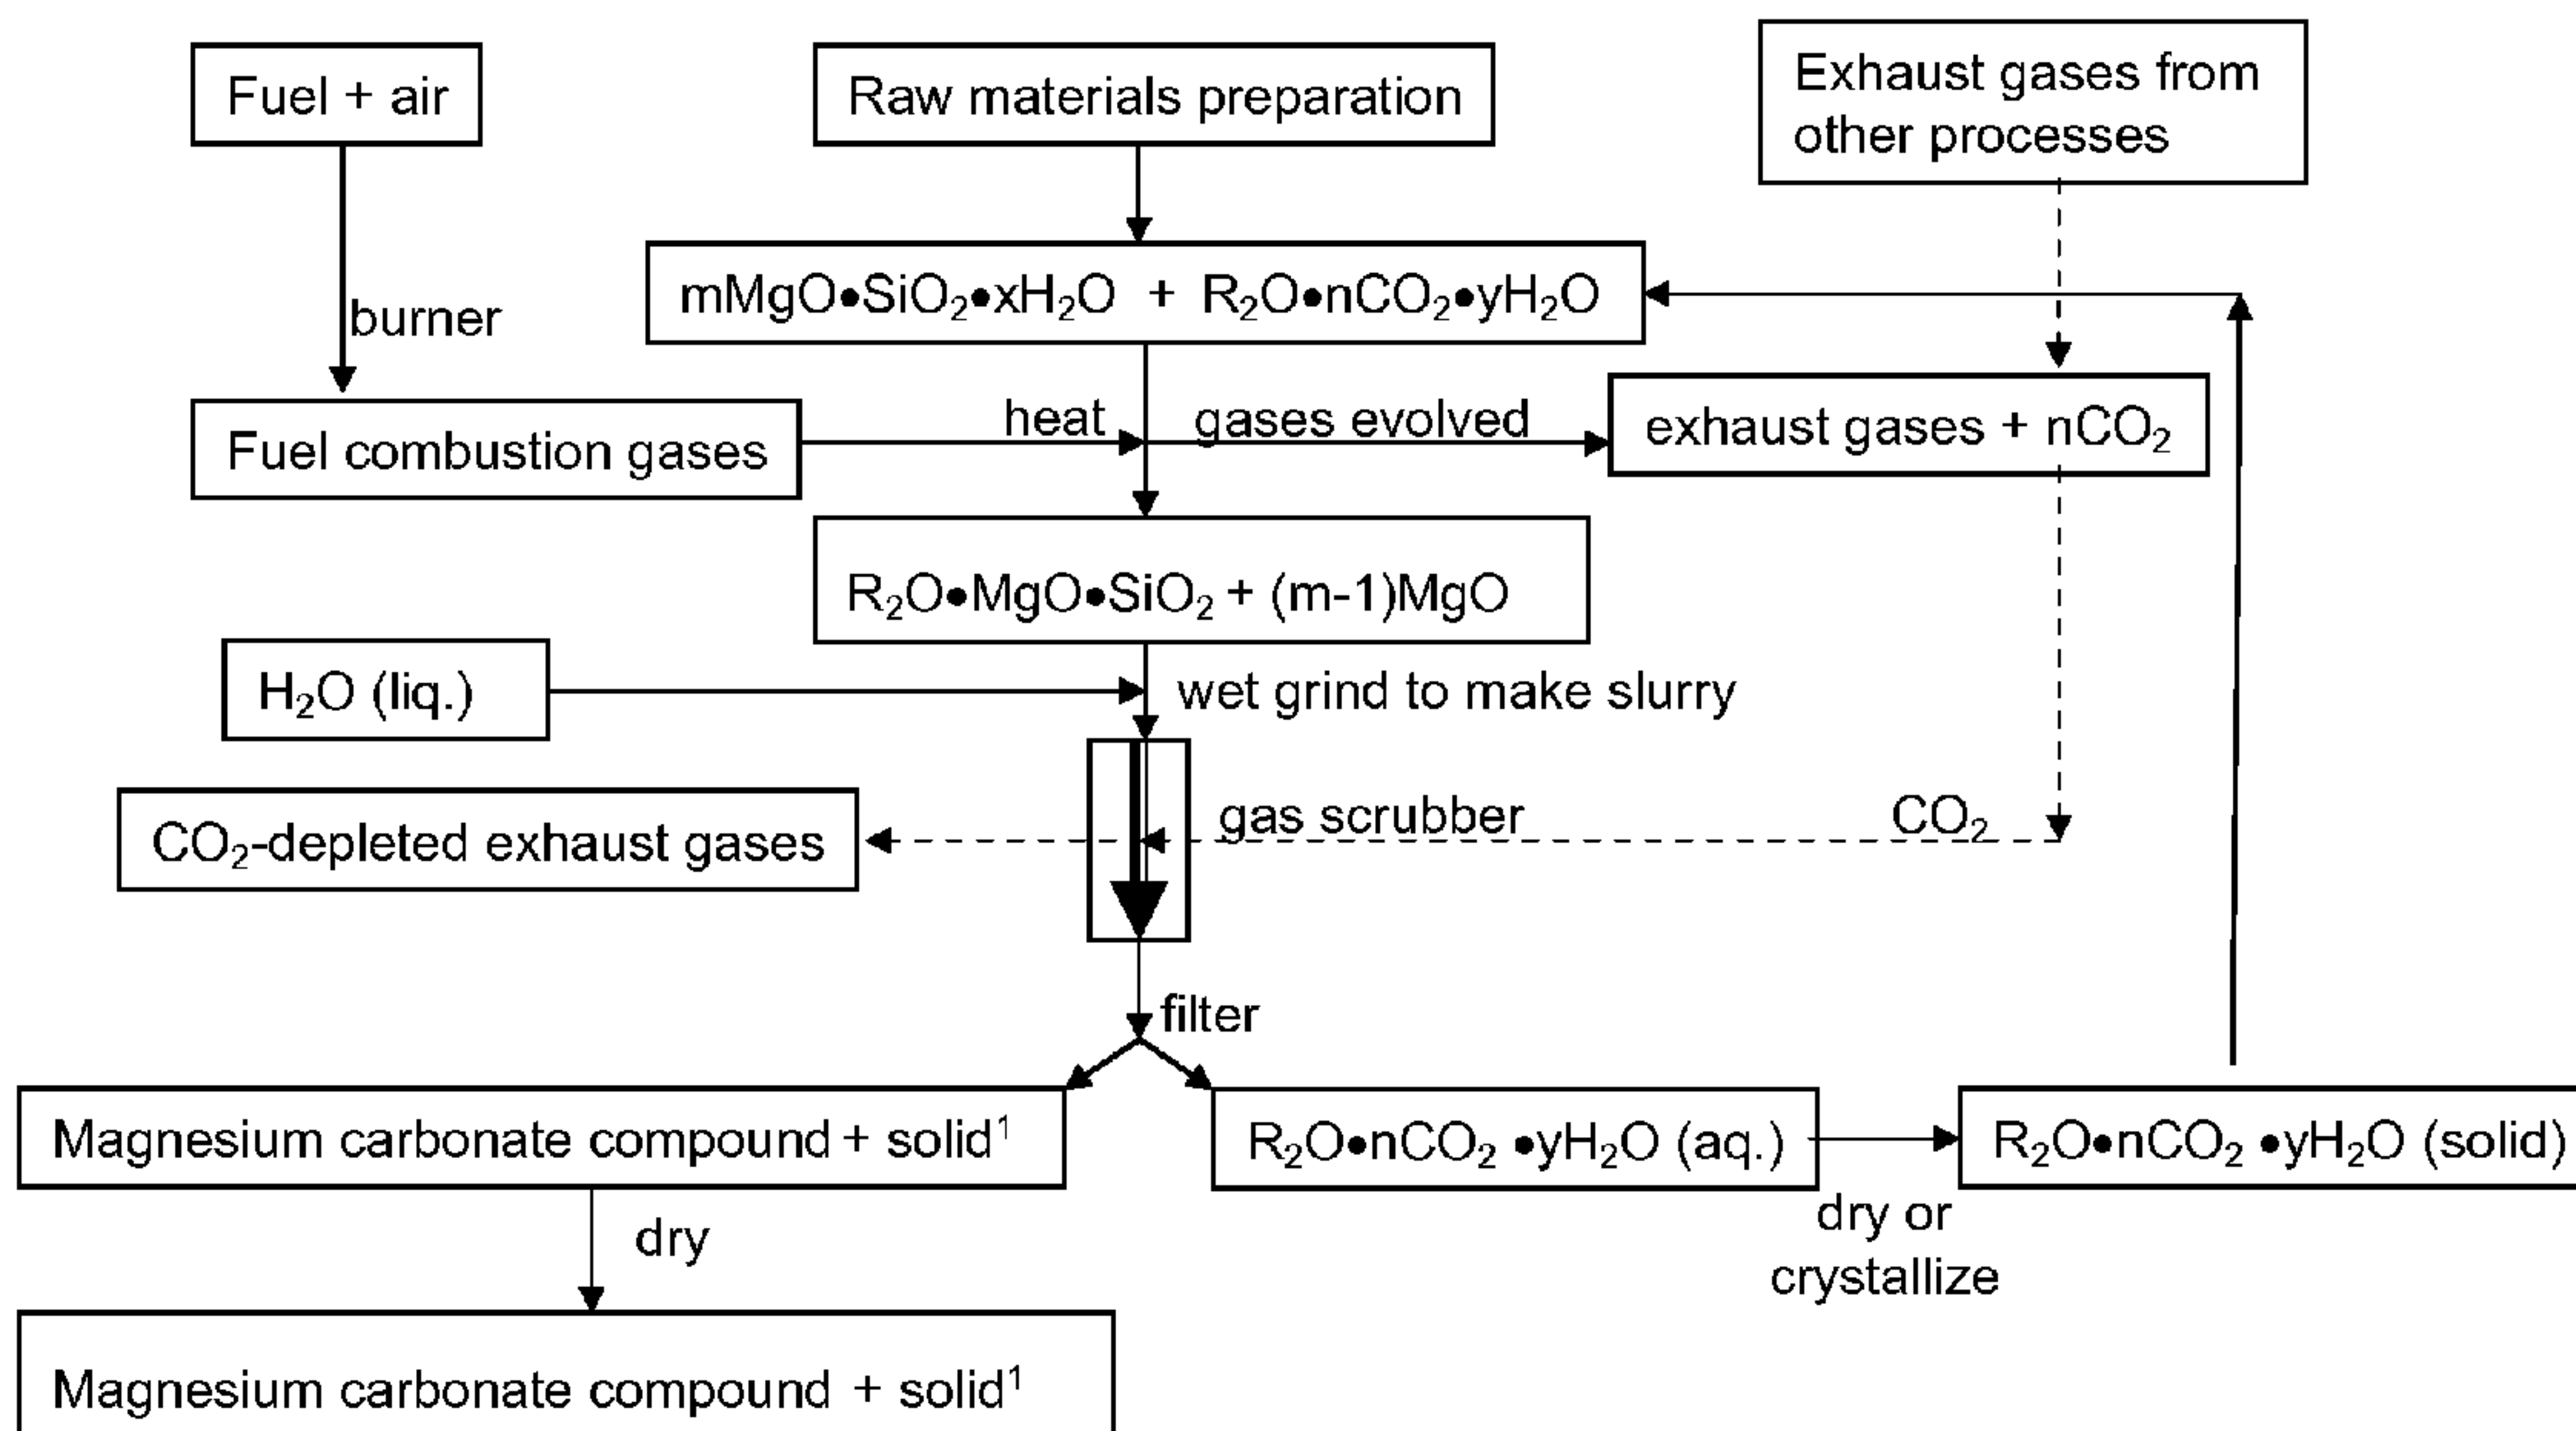 Fuel + air
Raw materials preparation
Exhaust gases from
other processes
burner
mMgO•SiO₂•xH₂O + R₂O•nCO₂•yH₂O
Fuel combustion gases
heat
gases evolved
exhaust gases + nCO₂
R₂O•MgO•SiO₂ + (m-1)MgO
H₂O (liq.)
wet grind to make slurry
CO₂-depleted exhaust gases
gas scrubber
CO₂
filter
Magnesium carbonate compound + solid¹
R₂O•nCO₂ •yH₂O (aq.)
R₂O•nCO₂ •yH₂O (solid)
dry
dry or
crystallize
Magnesium carbonate compound + solid¹